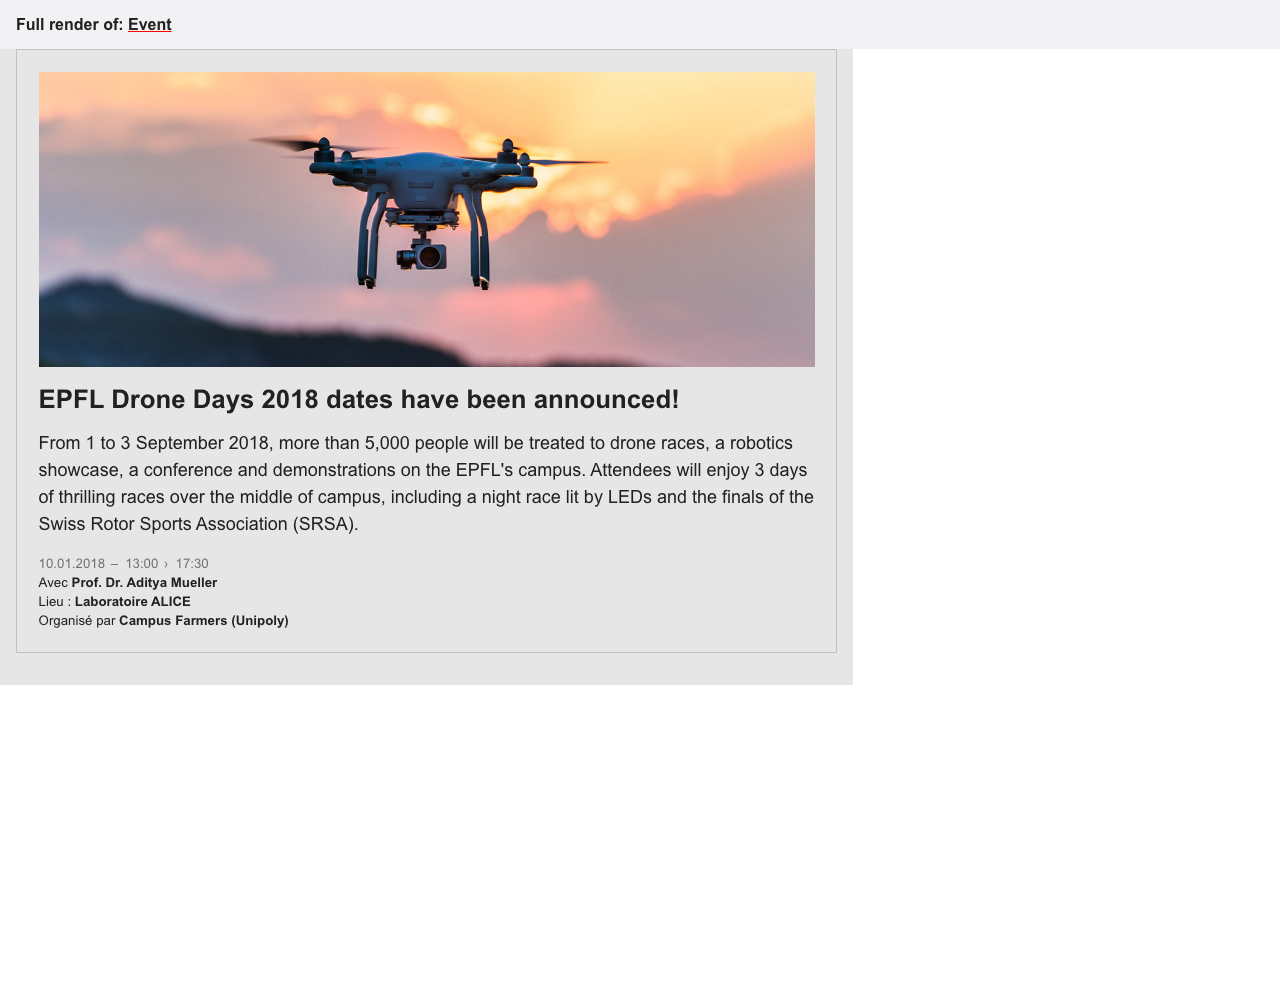 Full render of: Event
EPFL Drone Days 2018 dates have been announced!
From 1 to 3 September 2018, more than 5,000 people will be treated to drone races, a robotics
showcase, a conference and demonstrations on the EPFL's campus. Attendees will enjoy 3 days
of thrilling races over the middle of campus, including a night race lit by LEDs and the finals of the
Swiss Rotor Sports Association (SRSA).
10.01.2018 – 13:00 › 17:30
Avec Prof. Dr. Aditya Mueller
Lieu : Laboratoire ALICE
Organisé par Campus Farmers (Unipoly)